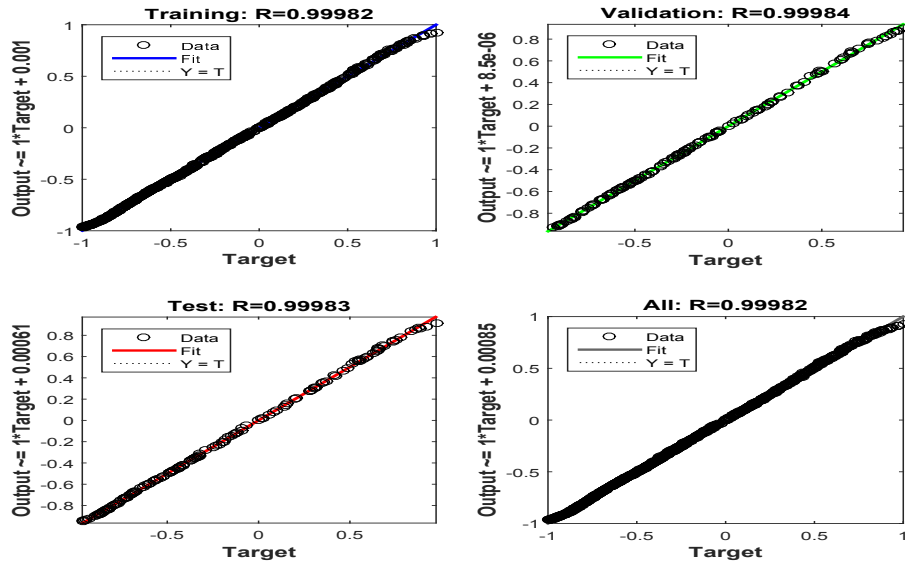 Training: R=0.99982
Output ~= 1*Target + 0.001
1
0.5
0
-0.5
-1
Data
Fit
Y = T
-1
-0.5
0
0.5
1
Target
Validation: R=0.99984
Output ~= 1*Target + 8.5e-06
0.8
0.6
0.4
0.2
0
-0.2
-0.4
-0.6
-0.8
Data
Fit
Y = T
-0.5
0
0.5
Target
Test: R=0.99983
Output ~= 1*Target + 0.00061
0.8
0.6
0.4
0.2
0
-0.2
-0.4
-0.6
-0.8
Data
Fit
Y = T
-0.5
0
0.5
Target
All: R=0.99982
Output ~= 1*Target + 0.00085
1
0.5
0
-0.5
-1
Data
Fit
Y = T
-1
-0.5
0
0.5
1
Target